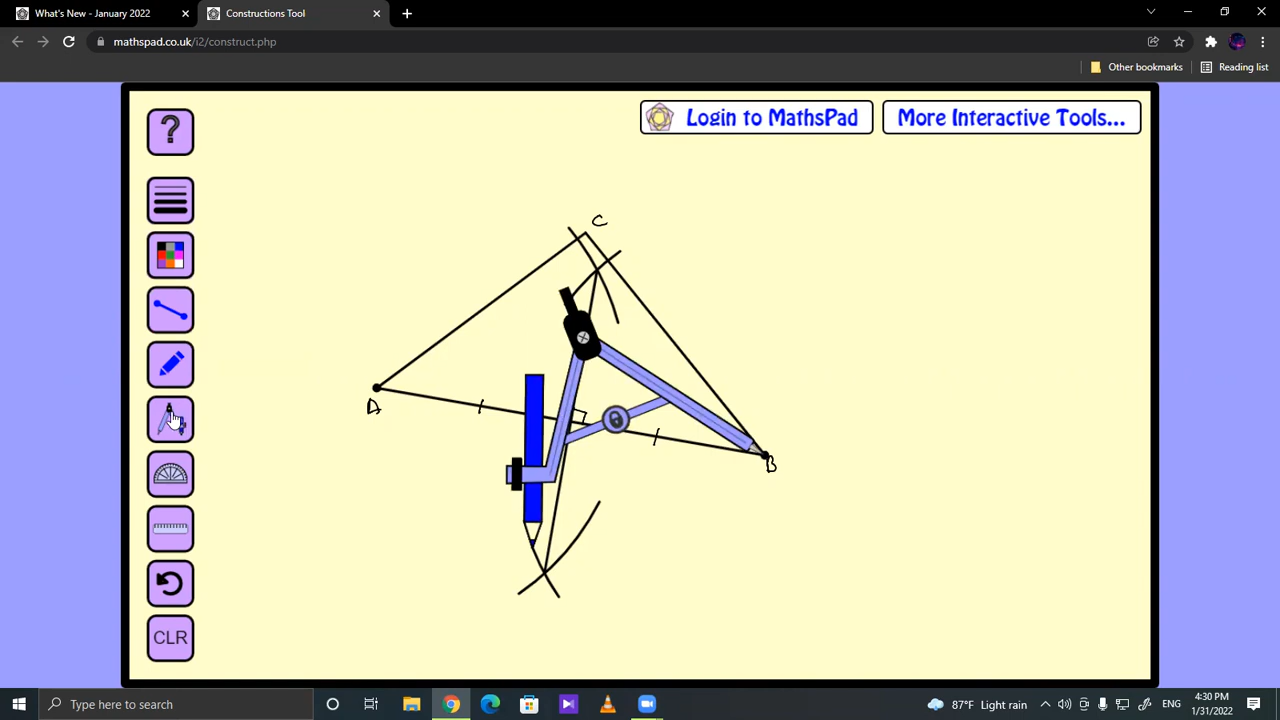 What's New - January 2022
Constructions Tool
mathspad.co.uk/i2/construct.php
Other bookmarks
Reading list
?
Login to MathsPad
More Interactive Tools...
C
A
B
CLR
Type here to search
87°F Light rain
ENG
4:30 PM
1/31/2022